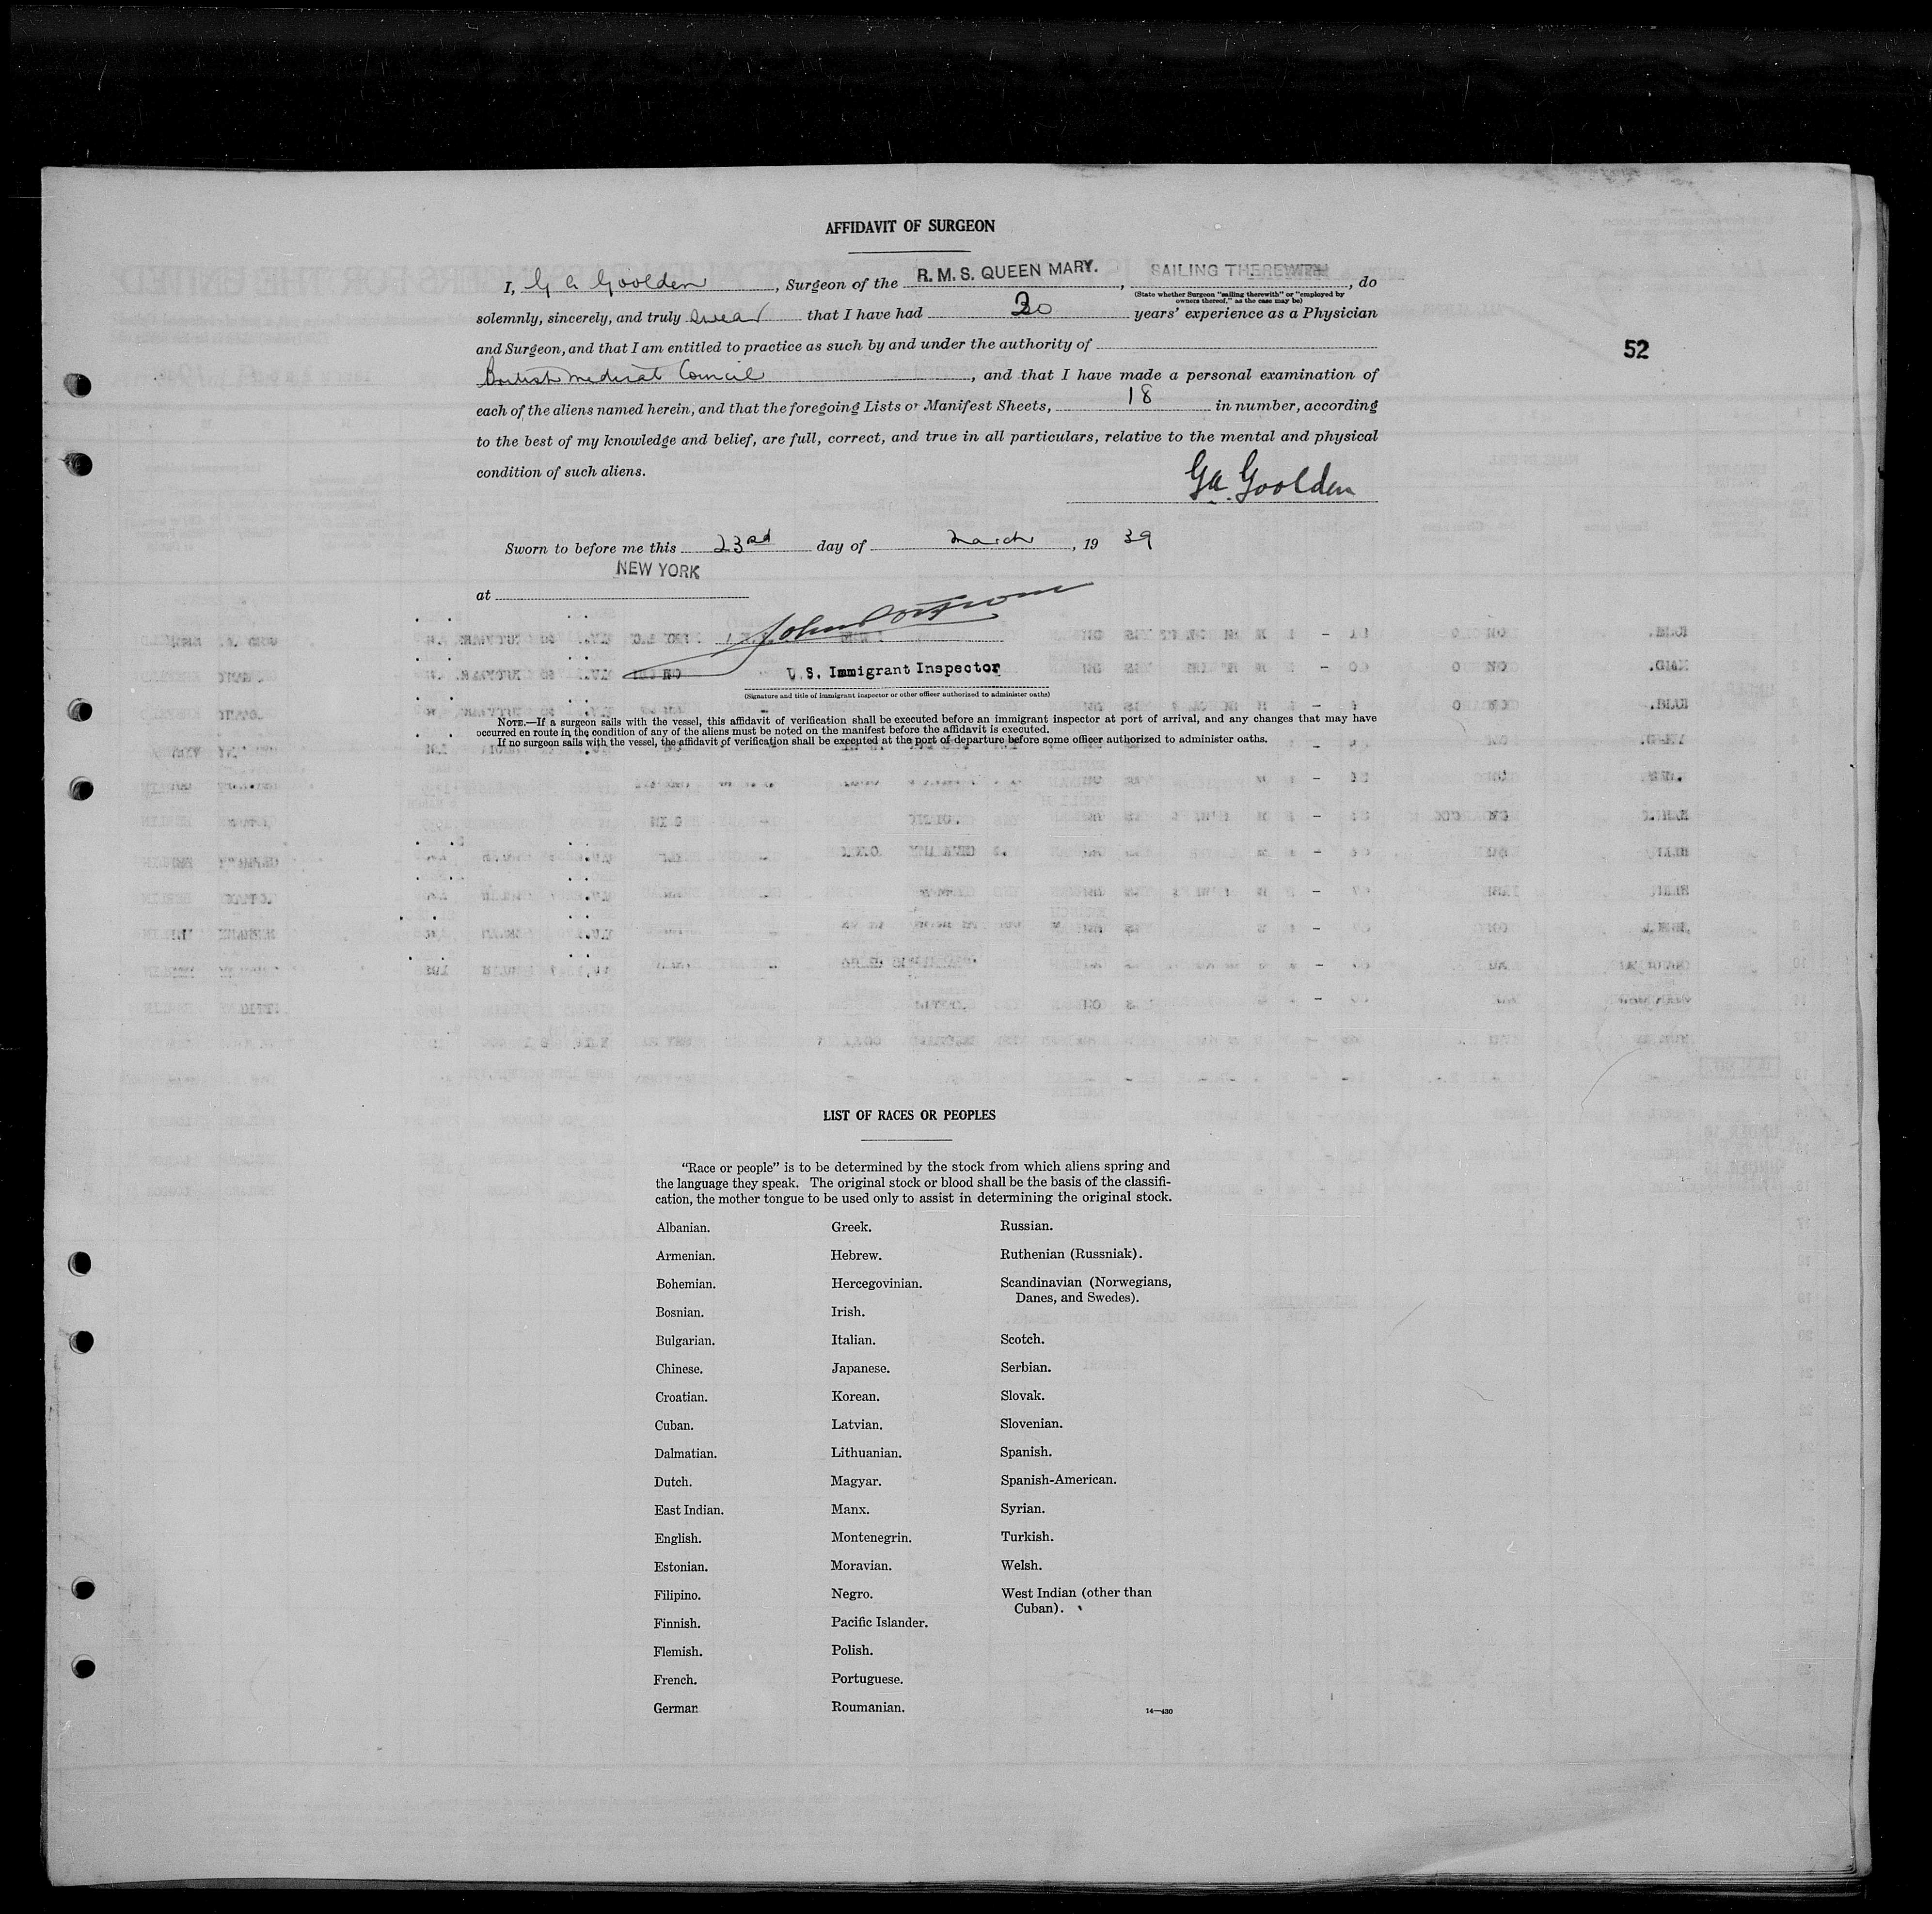 AFFIDAVIT OF SURGEON
I, G A Goolden, Surgeon of the R. M. S. QUEEN MARY., SAILING THEREWITH, do
(State whether Surgeon "sailing therewith" or "employed by
owners thereof," as the case may be)
solemnly, sincerely, and truly swear that I have had 30 years' experience as a Physician
and Surgeon, and that I am entitled to practice as such by and under the authority of
British Medical Council, and that I have made a personal examination of
52
each of the aliens named herein, and that the foregoing Lists or Manifest Sheets, 18 in number, according
to the best of my knowledge and belief, are full, correct, and true in all particulars, relative to the mental and physical
condition of such aliens.
GA. Goolden
Sworn to before me this 23rd day of March, 19 39
NEW YORK
at
John
U. S. Immigrant Inspector
(Signature and title of immigrant inspector or other officer authorized to administer oaths)
NOTE.—If a surgeon sails with the vessel, this affidavit of verification shall be executed before an immigrant inspector at port of arrival, and any changes that may have
occurred en route in the condition of any of the aliens must be noted on the manifest before the affidavit is executed.
If no surgeon sails with the vessel, the affidavit of verification shall be executed at the port of departure before some officer authorized to administer oaths.
LIST OF RACES OR PEOPLES
"Race or people" is to be determined by the stock from which aliens spring and
the language they speak. The original stock or blood shall be the basis of the classifi-
cation, the mother tongue to be used only to assist in determining the original stock.
Albanian.
Armenian.
Bohemian.
Bosnian.
Bulgarian.
Chinese.
Croatian.
Cuban.
Dalmatian.
Dutch.
East Indian.
English.
Estonian.
Filipino.
Finnish.
Flemish.
French.
German
Greek.
Hebrew.
Hercegovinian.
Irish.
Italian.
Japanese.
Korean.
Latvian.
Lithuanian.
Magyar.
Manx.
Montenegrin.
Moravian.
Negro.
Pacific Islander.
Polish.
Portuguese.
Roumanian.
Russian.
Ruthenian (Russniak).
Scandinavian (Norwegians,
Danes, and Swedes).
Scotch.
Serbian.
Slovak.
Slovenian.
Spanish.
Spanish-American.
Syrian.
Turkish.
Welsh.
West Indian (other than
Cuban).
14—430